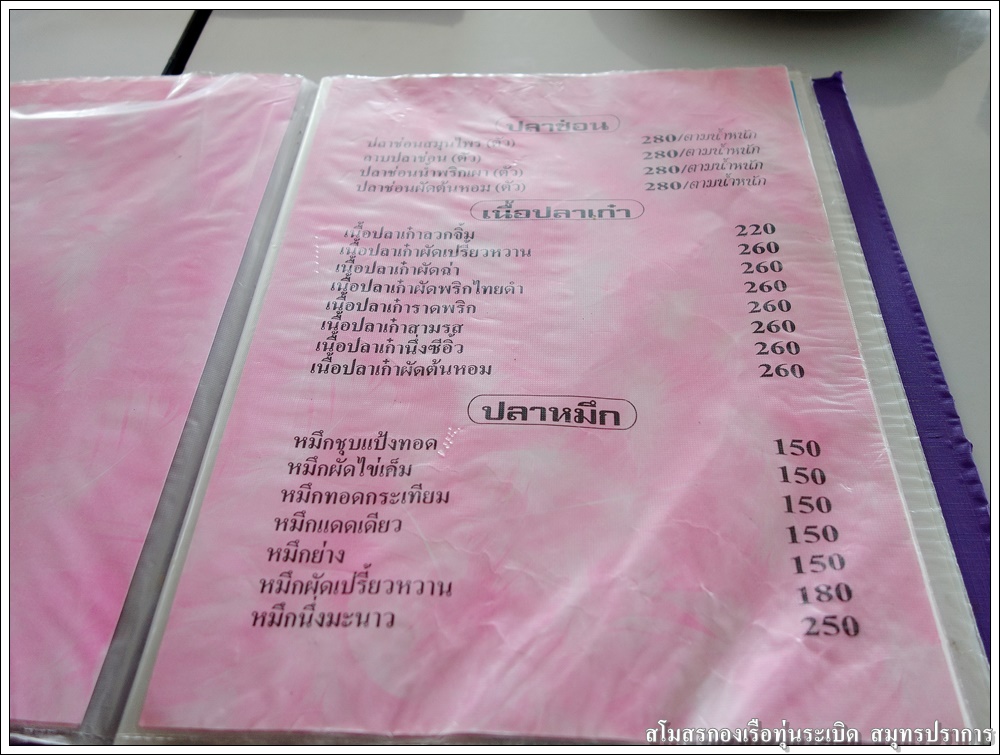 ปลาช่อน
ปลาช่อนสมุนไพร (ตัว) 280/ตามน้ำหนัก
ลาบปลาช่อน (ตัว) 280/ตามน้ำหนัก
ปลาช่อนน้ำพริกเผา (ตัว) 280/ตามน้ำหนัก
ปลาช่อนผัดต้นหอม (ตัว) 280/ตามน้ำหนัก
เนื้อปลาเก๋า
เนื้อปลาเก๋าลวกจิ้ม 220
เนื้อปลาเก๋าผัดเปรี้ยวหวาน 260
เนื้อปลาเก๋าผัดฉ่า 260
เนื้อปลาเก๋าผัดพริกไทยดำ 260
เนื้อปลาเก๋าราดพริก 260
เนื้อปลาเก๋าสามรส 260
เนื้อปลาเก๋านึ่งซีอิ๊ว 260
เนื้อปลาเก๋าผัดต้นหอม 260
ปลาหมึก
หมึกชุบแป้งทอด 150
หมึกผัดไข่เค็ม 150
หมึกทอดกระเทียม 150
หมึกแดดเดียว 150
หมึกย่าง 150
หมึกผัดเปรี้ยวหวาน 180
หมึกนึ่งมะนาว 250
สโมสรกองเรือทุ่นระเบิด สมุทรปราการ